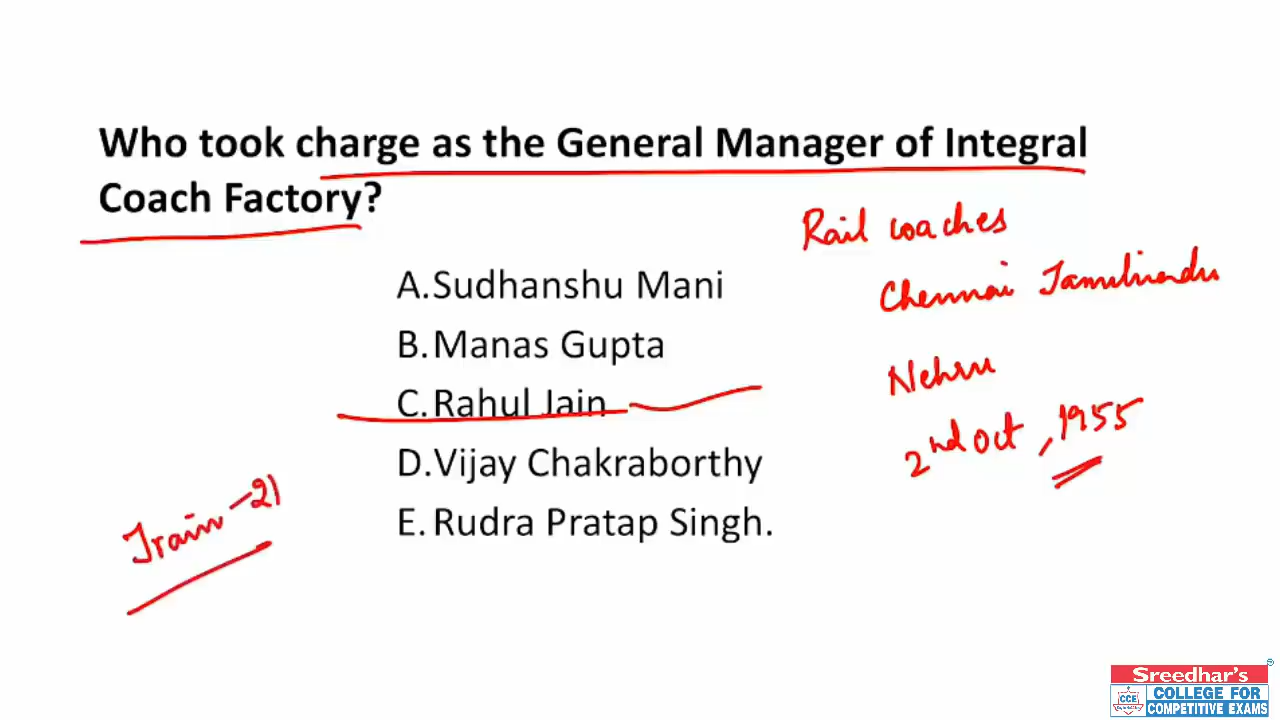 Who took charge as the General Manager of Integral
Coach Factory?
Rail coaches
A.Sudhanshu Mani
Chennai Tamilnadu
B.Manas Gupta
Nehru
C.Rahul Jain
2nd Oct, 1955
D.Vijay Chakraborthy
Train-21
E. Rudra Pratap Singh.
Sreedhar's
CCE
COLLEGE FOR
COMPETITIVE EXAMS